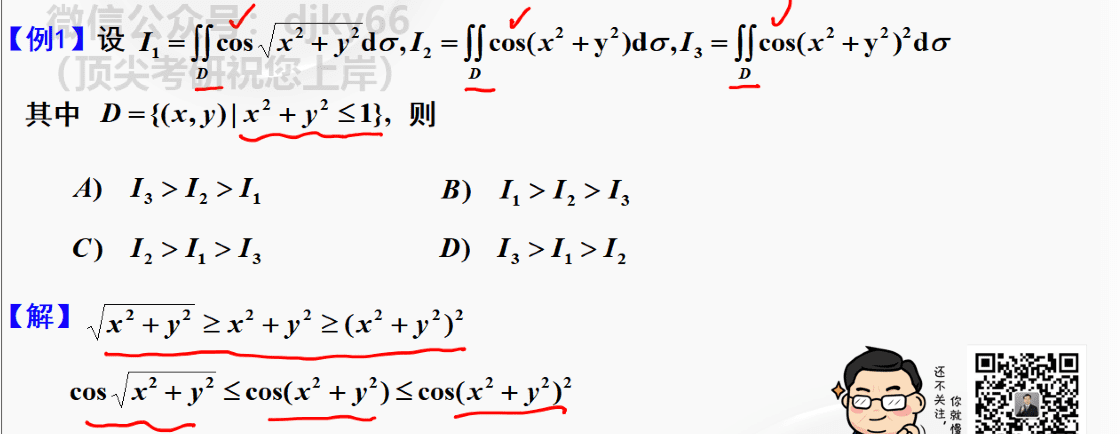 微信公众号：djky66
【例1】设 I₁ = ∬_D cos √(x² + y²) dσ, I₂ = ∬_D cos(x² + y²)dσ, I₃ = ∬_D cos(x² + y²)²dσ
（顶尖考研祝您上岸）
其中 D = {(x, y) | x² + y² ≤ 1}, 则
A) I₃ > I₂ > I₁ B) I₁ > I₂ > I₃
C) I₂ > I₁ > I₃ D) I₃ > I₁ > I₂
【解】 √(x² + y²) ≥ x² + y² ≥ (x² + y²)²
cos √(x² + y²) ≤ cos(x² + y²) ≤ cos(x² + y²)²
还不关注，
你就慢